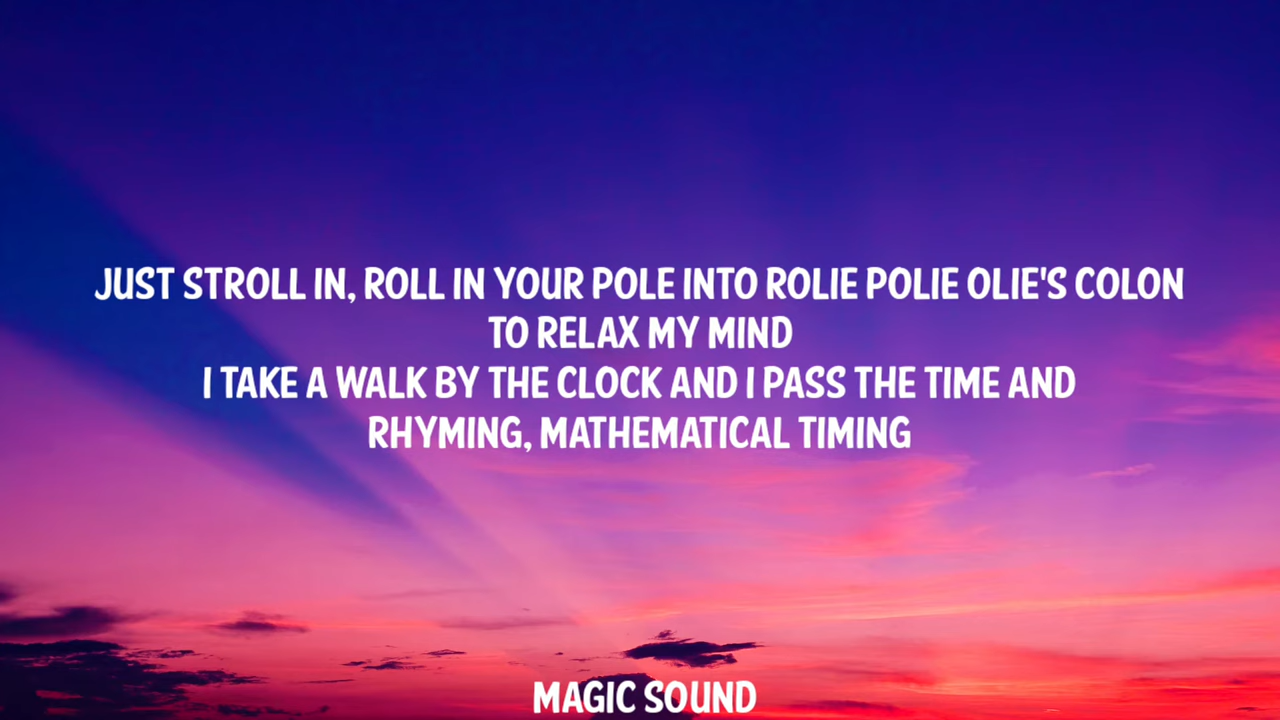 JUST STROLL IN, ROLL IN YOUR POLE INTO ROLIE POLIE OLIE'S COLON
TO RELAX MY MIND
I TAKE A WALK BY THE CLOCK AND I PASS THE TIME AND
RHYMING, MATHEMATICAL TIMING
MAGIC SOUND